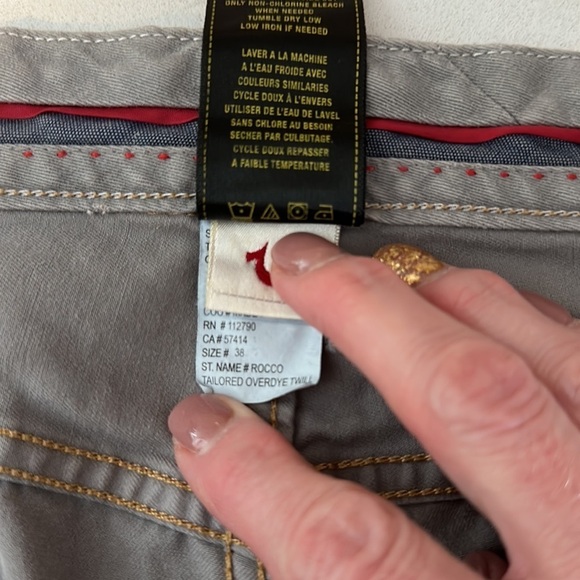 ONLY NON-CHLORINE BLEACH
WHEN NEEDED
TUMBLE DRY LOW
LOW IRON IF NEEDED
LAVER A LA MACHINE
A L'EAU FROIDE AVEC
COULEURS SIMILARIES
CYCLE DOUX À L'ENVERS
UTILISER DE L'EAU DE LAVEL
SANS CHLORE AU BESOIN
SECHER PAR CULBUTAGE
CYCLE DOUX REPASSER
A FAIBLE TEMPERATURE
RN # 112790
CA # 57414
SIZE # 38
ST. NAME # ROCCO
TAILORED OVERDYE TWILL